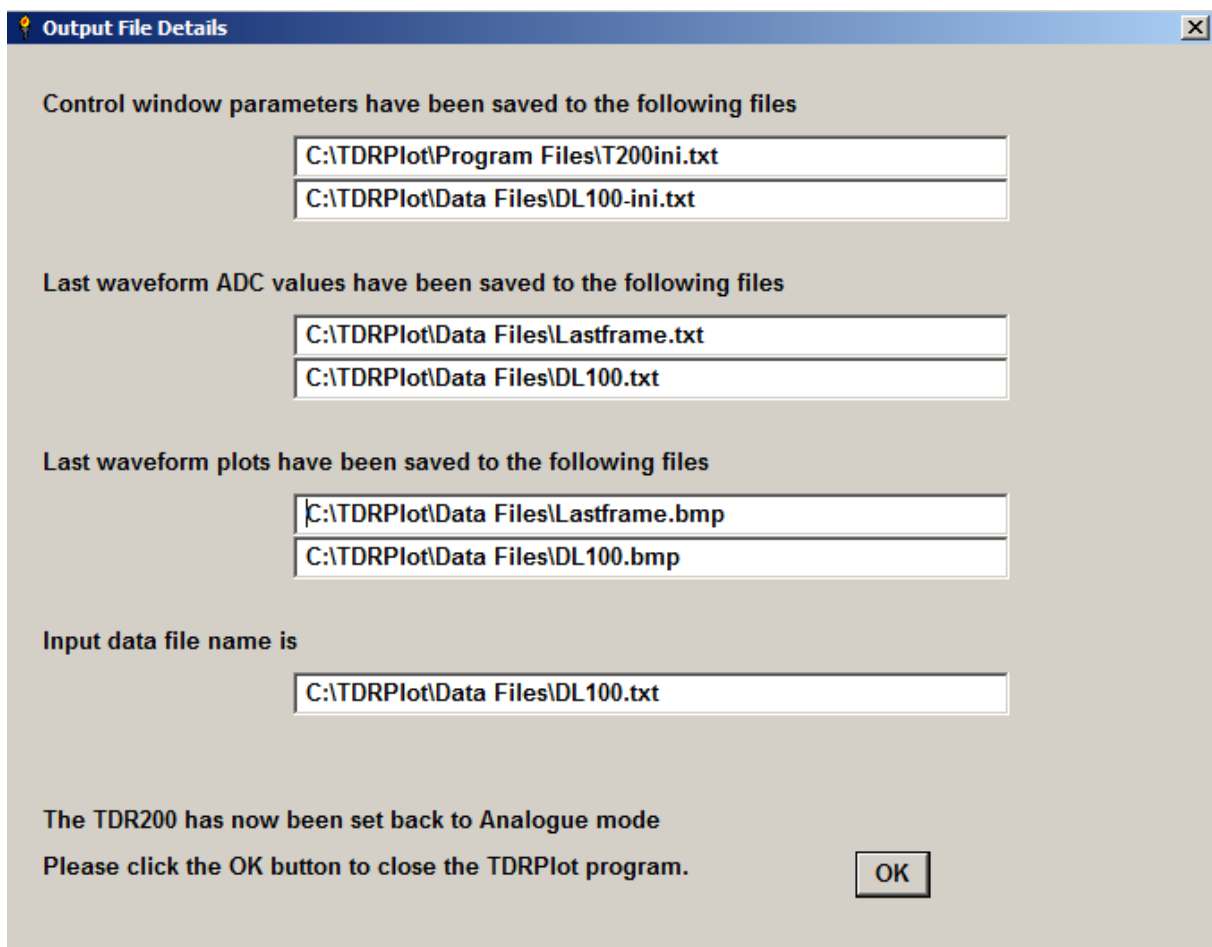 Output File Details
Control window parameters have been saved to the following files
C:\TDRPlot\Program Files\T200ini.txt
C:\TDRPlot\Data Files\DL100-ini.txt
Last waveform ADC values have been saved to the following files
C:\TDRPlot\Data Files\Lastframe.txt
C:\TDRPlot\Data Files\DL100.txt
Last waveform plots have been saved to the following files
C:\TDRPlot\Data Files\Lastframe.bmp
C:\TDRPlot\Data Files\DL100.bmp
Input data file name is
C:\TDRPlot\Data Files\DL100.txt
The TDR200 has now been set back to Analogue mode
Please click the OK button to close the TDRPlot program.
OK